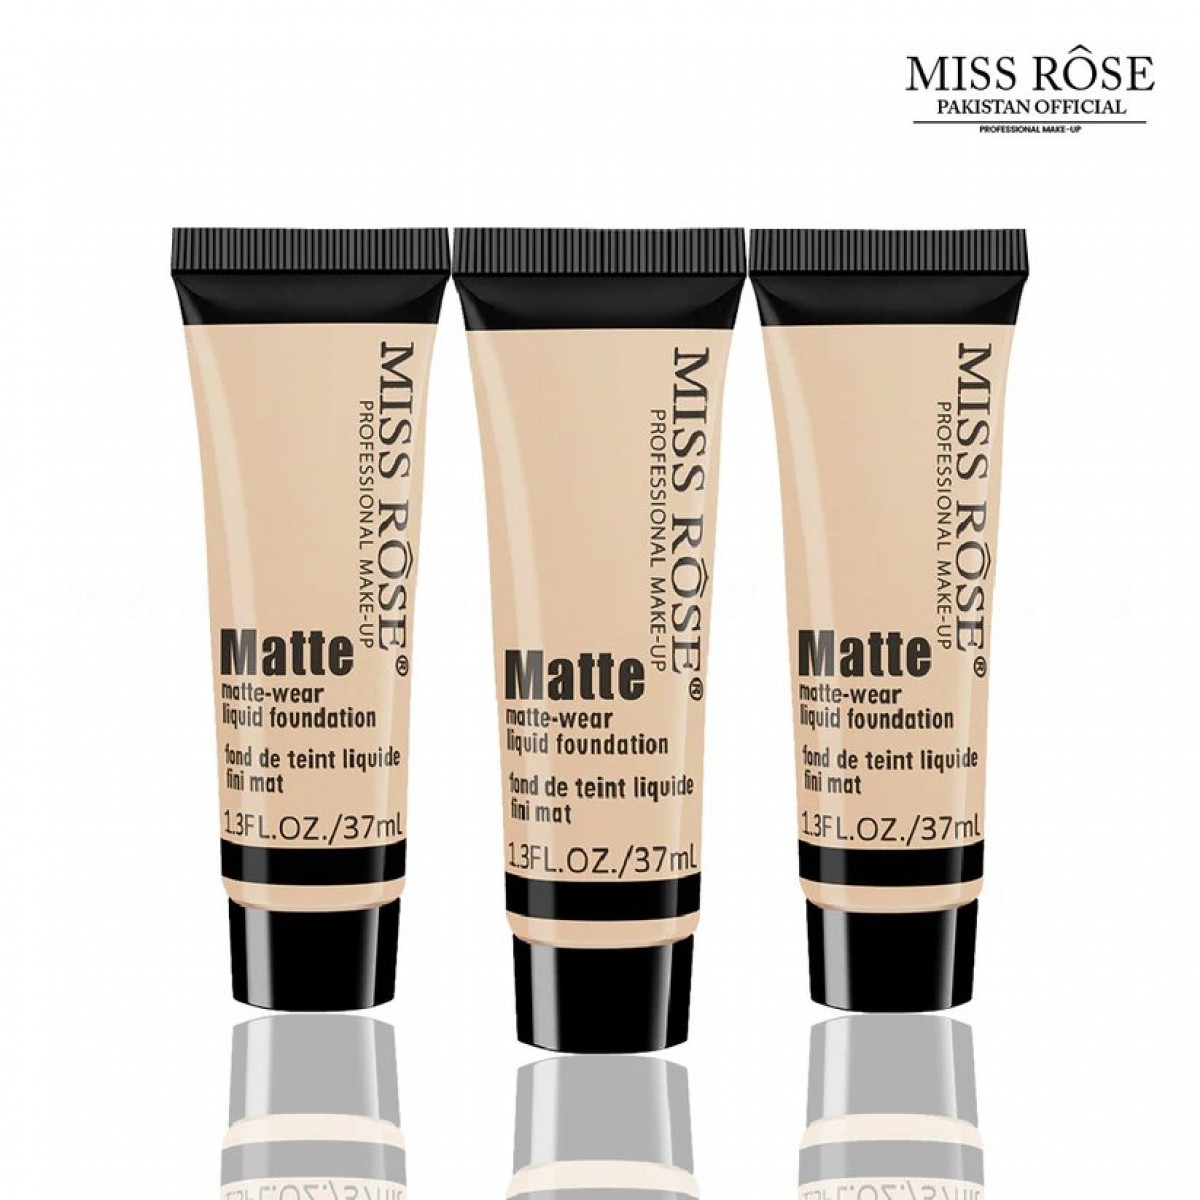 MISS RÔSE
PAKISTAN OFFICIAL
PROFESSIONAL MAKE-UP
MISS RÔSE®
PROFESSIONAL MAKE-UP
Matte
matte-wear
liquid foundation
fond de teint liquide
fini mat
1.3FL.OZ./37mL
MISS RÔSE®
PROFESSIONAL MAKE-UP
Matte
matte-wear
liquid foundation
fond de teint liquide
fini mat
1.3FL.OZ./37mL
MISS RÔSE®
PROFESSIONAL MAKE-UP
Matte
matte-wear
liquid foundation
fond de teint liquide
fini mat
1.3FL.OZ./37mL